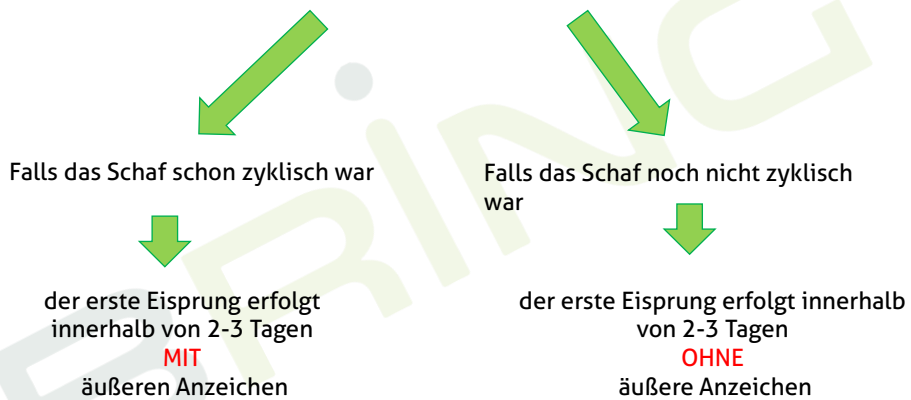 Falls das Schaf schon zyklisch war
der erste Eisprung erfolgt
innerhalb von 2-3 Tagen
MIT
äußeren Anzeichen
Falls das Schaf noch nicht zyklisch
war
der erste Eisprung erfolgt innerhalb
von 2-3 Tagen
OHNE
äußere Anzeichen
BRiNG